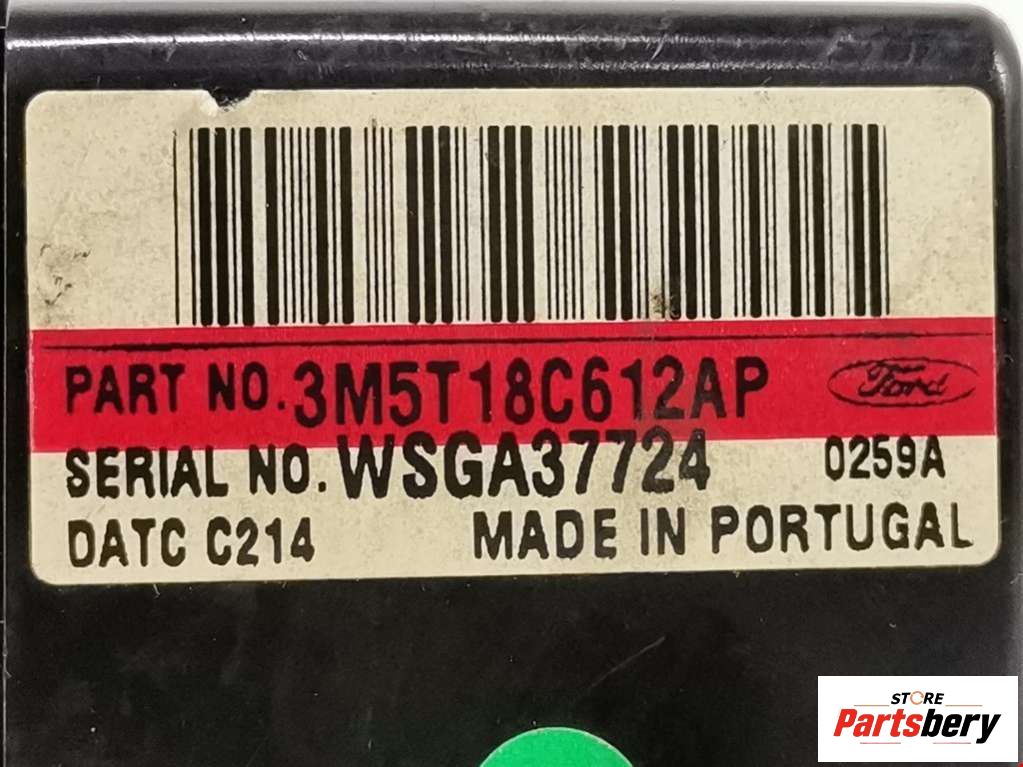 PART NO. 3M5T18C612AP Ford
SERIAL NO. WSGA37724 0259A
DATC C214 MADE IN PORTUGAL
STORE
Partsbery